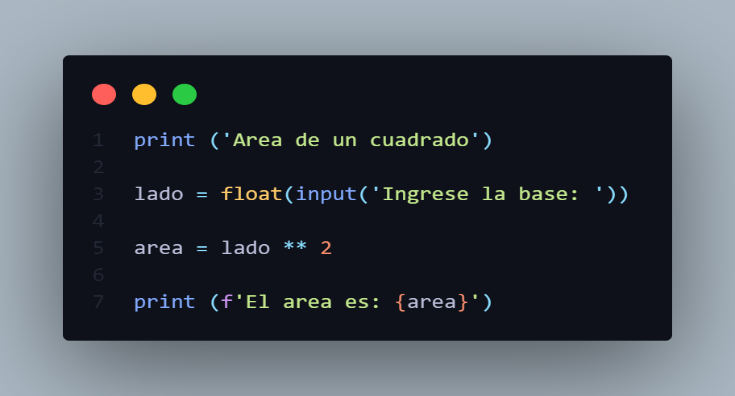 1 print ('Area de un cuadrado')
2
3 lado = float(input('Ingrese la base: '))
4
5 area = lado ** 2
6
7 print (f'El area es: {area}')